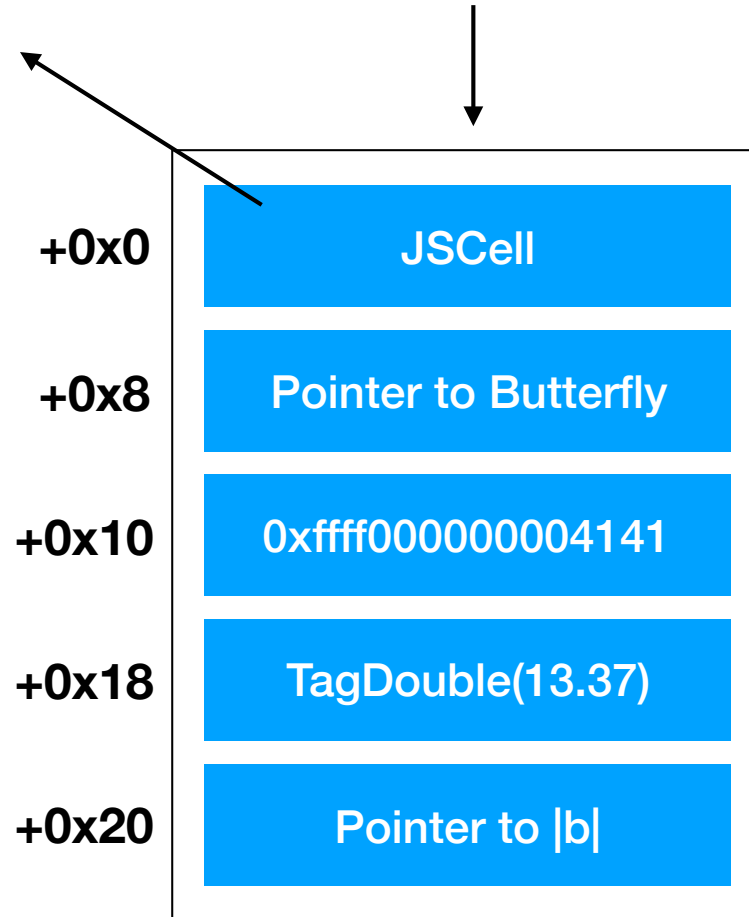 +0x0 JSCell
+0x8 Pointer to Butterfly
+0x10 0xffff000000004141
+0x18 TagDouble(13.37)
+0x20 Pointer to |b|